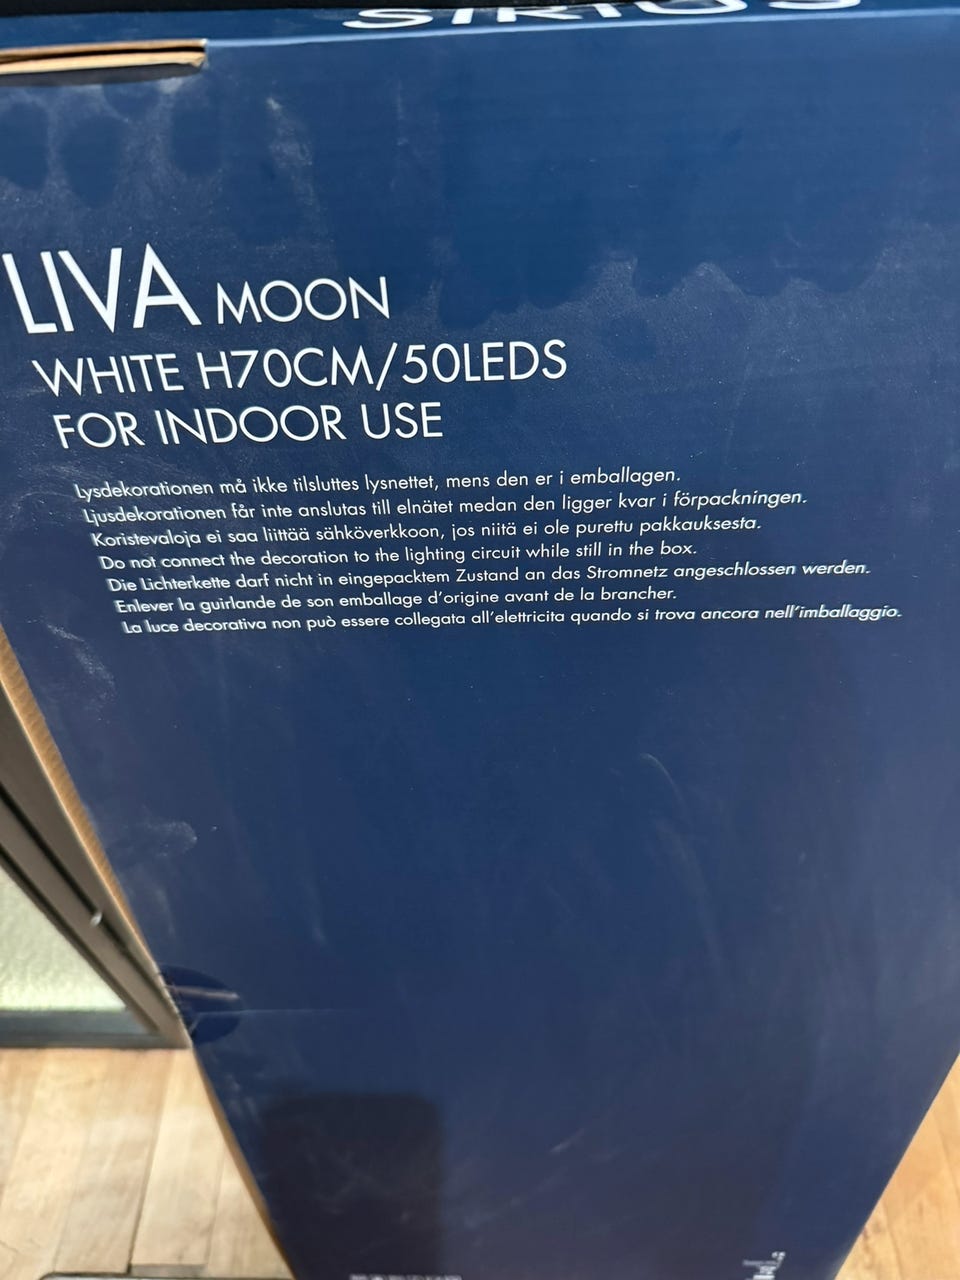 SIRIUS
LIVA MOON
WHITE H70CM/50LEDS
FOR INDOOR USE
Lysdekorationen må ikke tilsluttes lysnettet, mens den er i emballagen.
Ljusdekorationen får inte anslutas till elnätet medan den ligger kvar i förpackningen.
Koristevaloja ei saa liittää sähköverkkoon, jos niitä ei ole purettu pakkauksesta.
Do not connect the decoration to the lighting circuit while still in the box.
Die Lichterkette darf nicht in eingepacktem Zustand an das Stromnetz angeschlossen werden.
Enlever la guirlande de son emballage d'origine avant de la brancher.
La luce decorativa non può essere collegata all'elettricita quando si trova ancora nell'imballaggio.